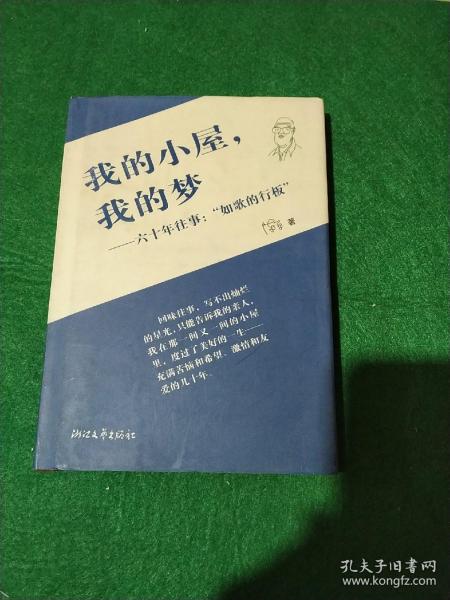 我的小屋，
我的梦
——六十年往事：“如歌的行板”
著
回味往事，写不出灿烂
的星光，只能告诉我的亲人，
我在那一间又一间的小屋
里，度过了美好的一生——
充满苦恼和希望、激情和友
爱的几十年。
浙江文艺出版社
孔夫子旧书网
www.kongfz.com